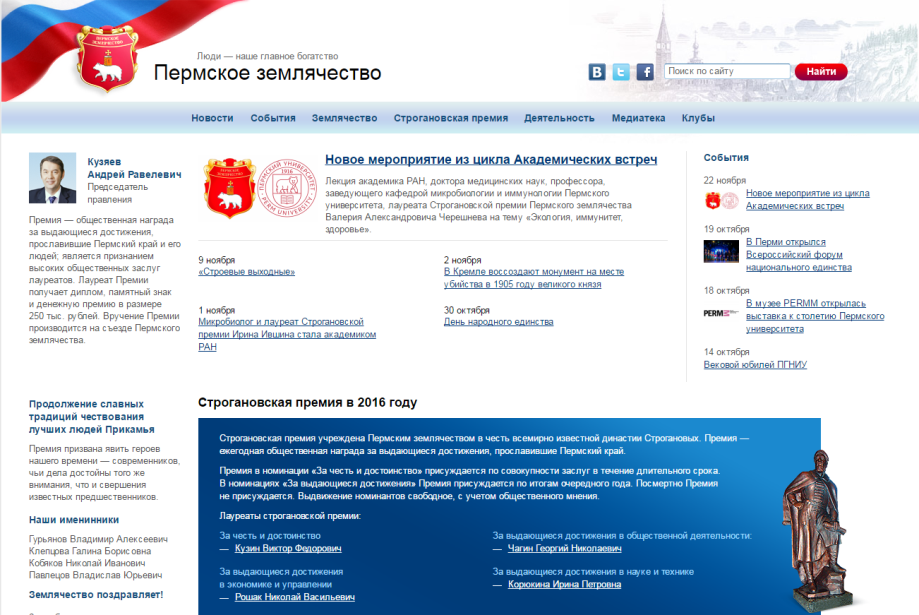 Люди — наше главное богатство
Пермское землячество
Поиск по сайту
Найти
Новости События Землячество Строгановская премия Деятельность Медиатека Клубы
Кузяев
Андрей Равелевич
Председатель
правления
Премия — общественная награда
за выдающиеся достижения,
прославившие Пермский край и его
людей; является признанием
высоких общественных заслуг
лауреатов. Лауреат Премии
получает диплом, памятный знак
и денежную премию в размере
250 тыс. рублей. Вручение Премии
производится на съезде Пермского
землячества.
Новое мероприятие из цикла Академических встреч
Лекция академика РАН, доктора медицинских наук, профессора,
заведующего кафедрой микробиологии и иммунологии Пермского
университета, лауреата Строгановской премии Пермского землячества
Валерия Александровича Черешнева на тему «Экология, иммунитет,
здоровье».
9 ноября
«Строевые выходные»
2 ноября
В Кремле воссоздают монумент на месте
убийства в 1905 году великого князя
1 ноября
Микробиолог и лауреат Строгановской
премии Ирина Ившина стала академиком
РАН
30 октября
День народного единства
События
22 ноября
Новое мероприятие из цикла
Академических встреч
19 октября
В Перми открылся
Всероссийский форум
национального единства
18 октября
PERM
В музее PERMM открылась
выставка к столетию Пермского
университета
14 октября
Вековой юбилей ПГНИУ
Продолжение славных
традиций чествования
лучших людей Прикамья
Премия призвана явить героев
нашего времени — современников,
чьи дела достойны того же
внимания, что и свершения
известных предшественников.
Наши именинники
Гурьянов Владимир Алексеевич
Клепцова Галина Борисовна
Кобяков Николай Иванович
Павлецов Владислав Юрьевич
Землячество поздравляет!
Строгановская премия в 2016 году
Строгановская премия учреждена Пермским землячеством в честь всемирно известной династии Строгановых. Премия —
ежегодная общественная награда за выдающиеся достижения, прославившие Пермский край.
Премия в номинации «За честь и достоинство» присуждается по совокупности заслуг в течение длительного срока.
В номинациях «За выдающиеся достижения» Премия присуждается по итогам очередного года. Посмертно Премия
не присуждается. Выдвижение номинантов свободное, с учетом общественного мнения.
Лауреаты строгановской премии:
За честь и достоинство
— Кузин Виктор Федорович
За выдающиеся достижения в общественной деятельности:
— Чагин Георгий Николаевич
За выдающиеся достижения
в экономике и управлении
— Рошак Николай Васильевич
За выдающиеся достижения в науке и технике
— Корюкина Ирина Петровна